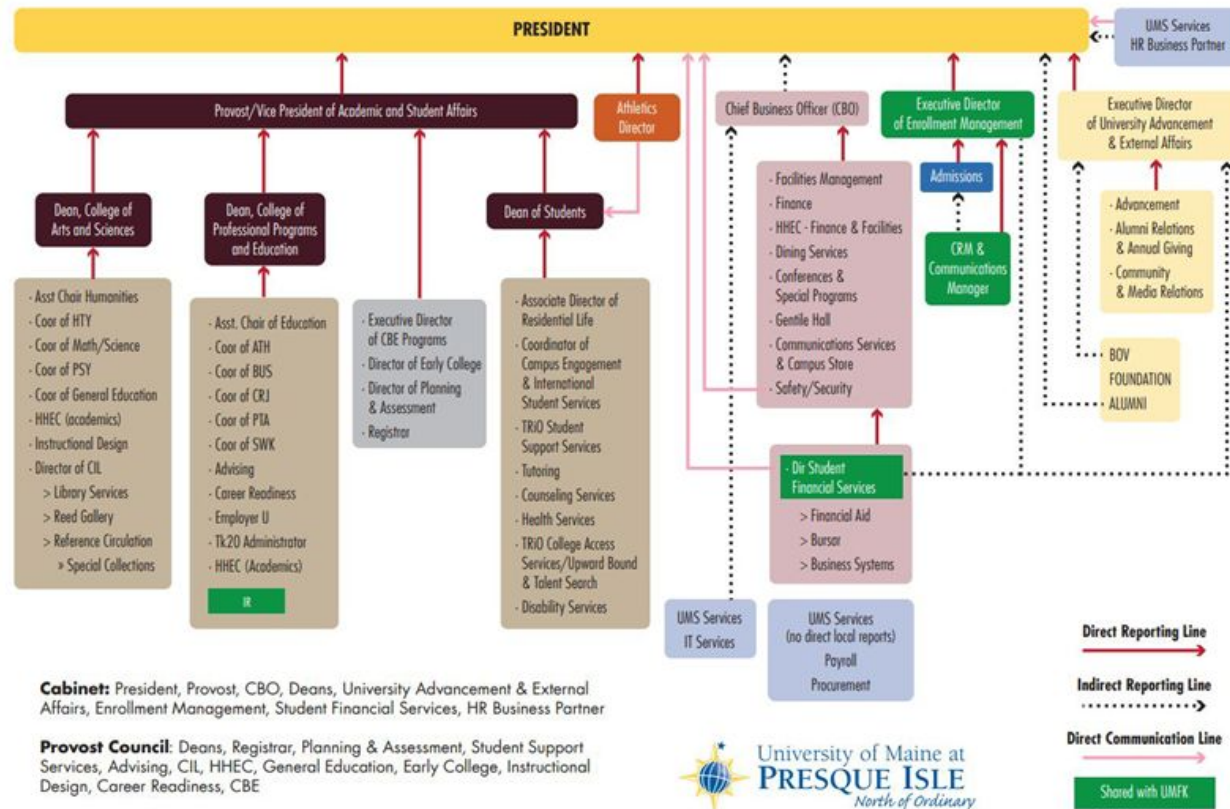 PRESIDENT
UMS Services
HR Business Partner
Provost/Vice President of Academic and Student Affairs
Athletics
Director
Chief Business Officer (CBO)
Executive Director
of Enrollment Management
Executive Director
of University Advancement
& External Affairs
Dean, College of
Arts and Sciences
Dean, College of
Professional Programs
and Education
Dean of Students
- Facilities Management
- Finance
- HHEC - Finance & Facilities
- Dining Services
- Conferences &
Special Programs
- Gentile Hall
- Communications Services
& Campus Store
- Safety/Security
Admissions
CRM &
Communications
Manager
- Advancement
- Alumni Relations
& Annual Giving
- Community
& Media Relations
BOV
FOUNDATION
ALUMNI
- Asst Chair Humanities
- Coor of HTY
- Coor of Math/Science
- Coor of PSY
- Coor of General Education
- HHEC (academics)
- Instructional Design
- Director of CIL
> Library Services
> Reed Gallery
> Reference Circulation
» Special Collections
- Asst. Chair of Education
- Coor of ATH
- Coor of BUS
- Coor of CRJ
- Coor of PTA
- Coor of SWK
- Advising
- Career Readiness
- Employer U
- Tk20 Administrator
- HHEC (Academics)
IR
- Executive Director
of CBE Programs
- Director of Early College
- Director of Planning
& Assessment
- Registrar
- Associate Director of
Residential Life
- Coordinator of
Campus Engagement
& International
Student Services
- TRiO Student
Support Services
- Tutoring
- Counseling Services
- Health Services
- TRiO College Access
Services/Upward Bound
& Talent Search
- Disability Services
- Dir Student
Financial Services
> Financial Aid
> Bursar
> Business Systems
UMS Services
IT Services
UMS Services
(no direct local reports)
Payroll
Procurement
Direct Reporting Line
Indirect Reporting Line
Direct Communication Line
Shared with UMFK
Cabinet: President, Provost, CBO, Deans, University Advancement & External
Affairs, Enrollment Management, Student Financial Services, HR Business Partner
Provost Council: Deans, Registrar, Planning & Assessment, Student Support
Services, Advising, CIL, HHEC, General Education, Early College, Instructional
Design, Career Readiness, CBE
University of Maine at
PRESQUE ISLE
North of Ordinary